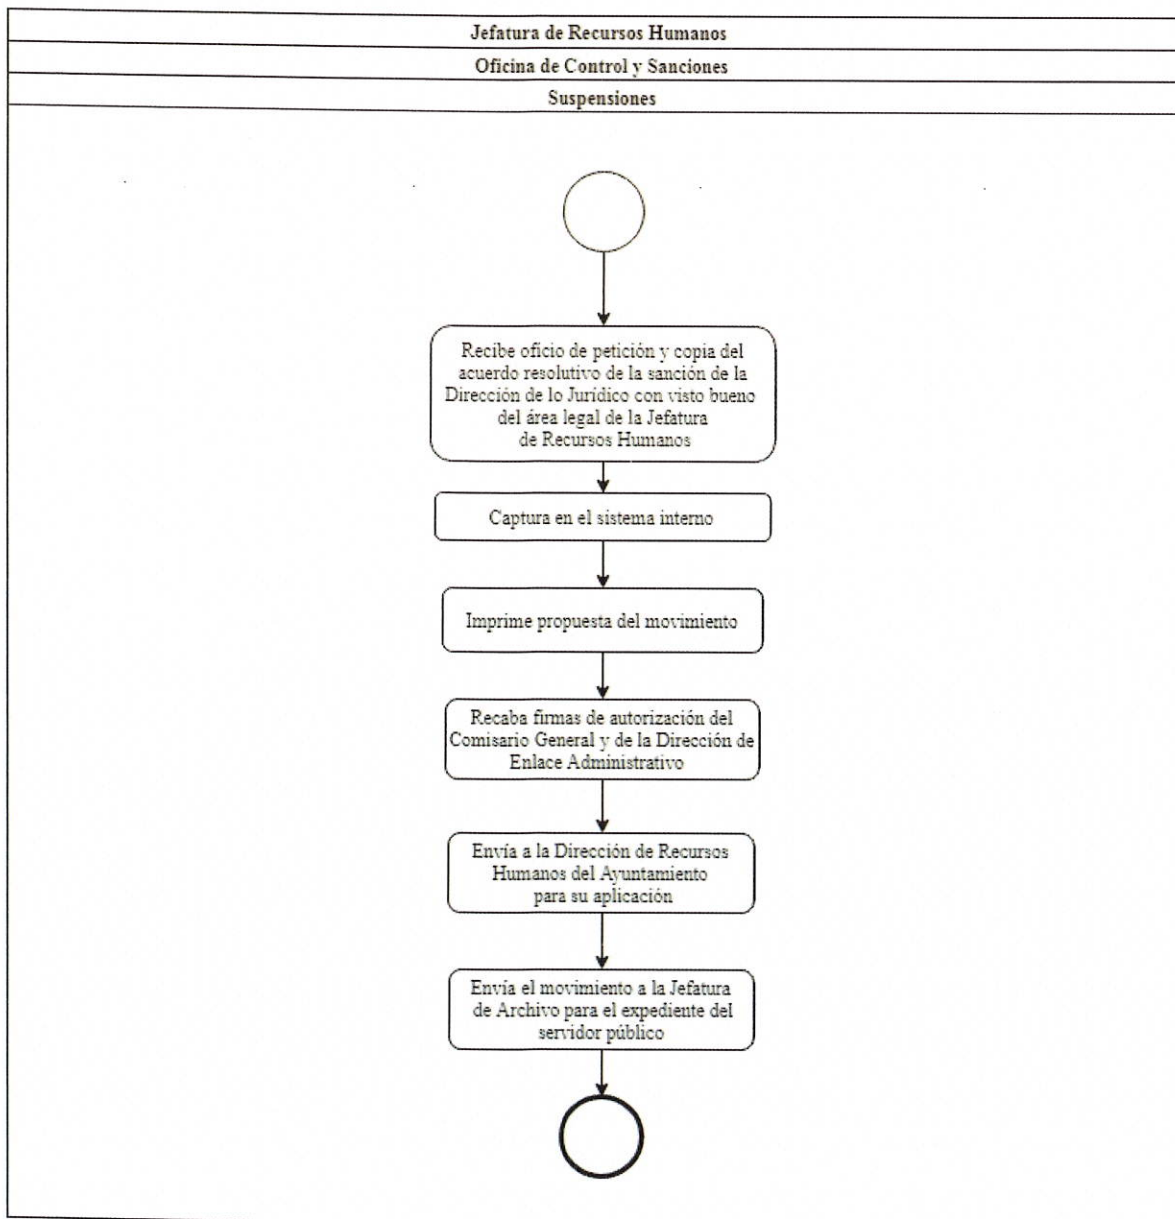 Jefatura de Recursos Humanos
Oficina de Control y Sanciones
Suspensiones
Recibe oficio de petición y copia del
acuerdo resolutivo de la sanción de la
Dirección de lo Jurídico con visto bueno
del área legal de la Jefatura
de Recursos Humanos
Captura en el sistema interno
Imprime propuesta del movimiento
Recaba firmas de autorización del
Comisario General y de la Dirección de
Enlace Administrativo
Envía a la Dirección de Recursos
Humanos del Ayuntamiento
para su aplicación
Envía el movimiento a la Jefatura
de Archivo para el expediente del
servidor público